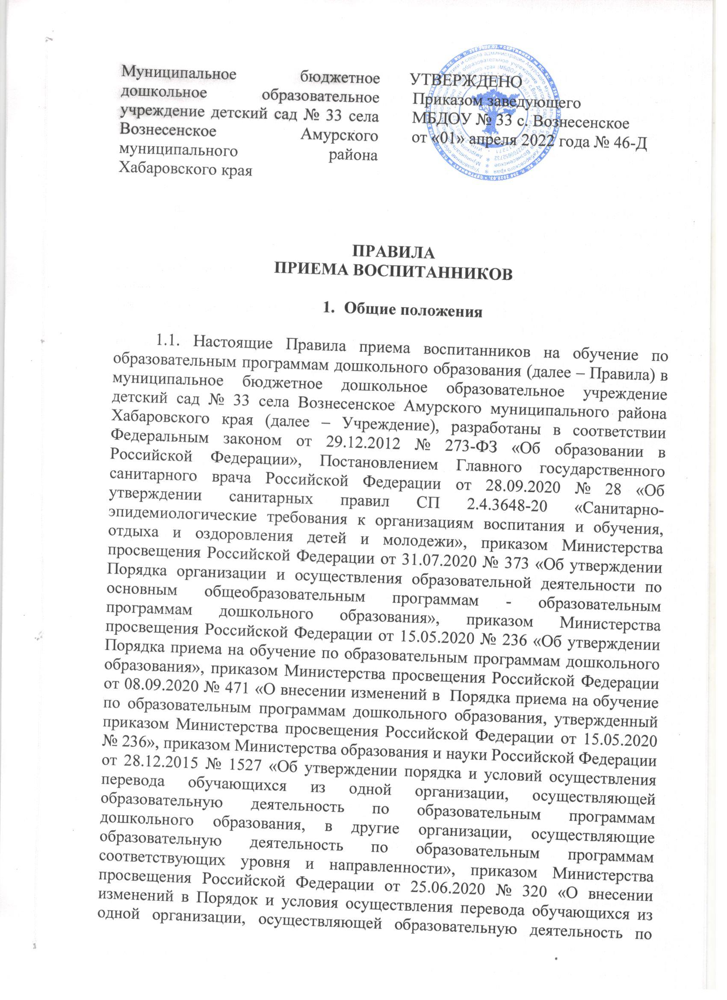 Муниципальное бюджетное
дошкольное образовательное
учреждение детский сад № 33 села
Вознесенское Амурского
муниципального района
Хабаровского края
УТВЕРЖДЕНО
Приказом заведующего
МБДОУ № 33 с. Вознесенское
от «01» апреля 2022 года № 46-Д
ПРАВИЛА
ПРИЕМА ВОСПИТАННИКОВ
1. Общие положения
1.1. Настоящие Правила приема воспитанников на обучение по
образовательным программам дошкольного образования (далее – Правила) в
муниципальное бюджетное дошкольное образовательное учреждение
детский сад № 33 села Вознесенское Амурского муниципального района
Хабаровского края (далее – Учреждение), разработаны в соответствии
Федеральным законом от 29.12.2012 № 273-ФЗ «Об образовании в
Российской Федерации», Постановлением Главного государственного
санитарного врача Российской Федерации от 28.09.2020 № 28 «Об
утверждении санитарных правил СП 2.4.3648-20 «Санитарно-
эпидемиологические требования к организациям воспитания и обучения,
отдыха и оздоровления детей и молодежи», приказом Министерства
просвещения Российской Федерации от 31.07.2020 № 373 «Об утверждении
Порядка организации и осуществления образовательной деятельности по
основным общеобразовательным программам - образовательным
программам дошкольного образования», приказом Министерства
просвещения Российской Федерации от 15.05.2020 № 236 «Об утверждении
Порядка приема на обучение по образовательным программам дошкольного
образования», приказом Министерства просвещения Российской Федерации
от 08.09.2020 № 471 «О внесении изменений в Порядка приема на обучение
по образовательным программам дошкольного образования, утвержденный
приказом Министерства просвещения Российской Федерации от 15.05.2020
№ 236», приказом Министерства образования и науки Российской Федерации
от 28.12.2015 № 1527 «Об утверждении порядка и условий осуществления
перевода обучающихся из одной организации, осуществляющей
образовательную деятельность по образовательным программам
дошкольного образования, в другие организации, осуществляющие
образовательную деятельность по образовательным программам
соответствующих уровня и направленности», приказом Министерства
просвещения Российской Федерации от 25.06.2020 № 320 «О внесении
изменений в Порядок и условия осуществления перевода обучающихся из
одной организации, осуществляющей образовательную деятельность по